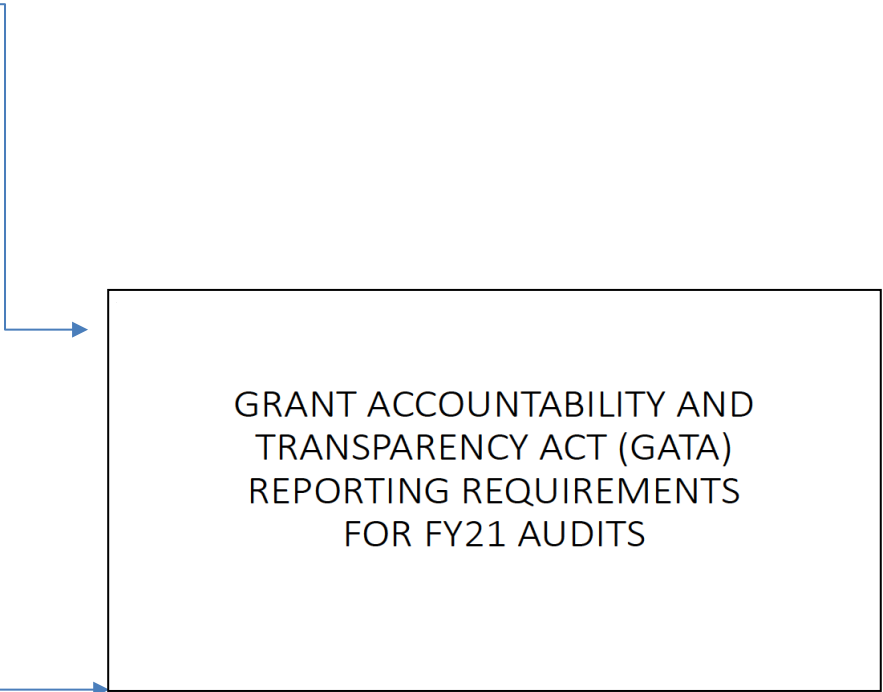 GRANT ACCOUNTABILITY AND
TRANSPARENCY ACT (GATA)
REPORTING REQUIREMENTS
FOR FY21 AUDITS